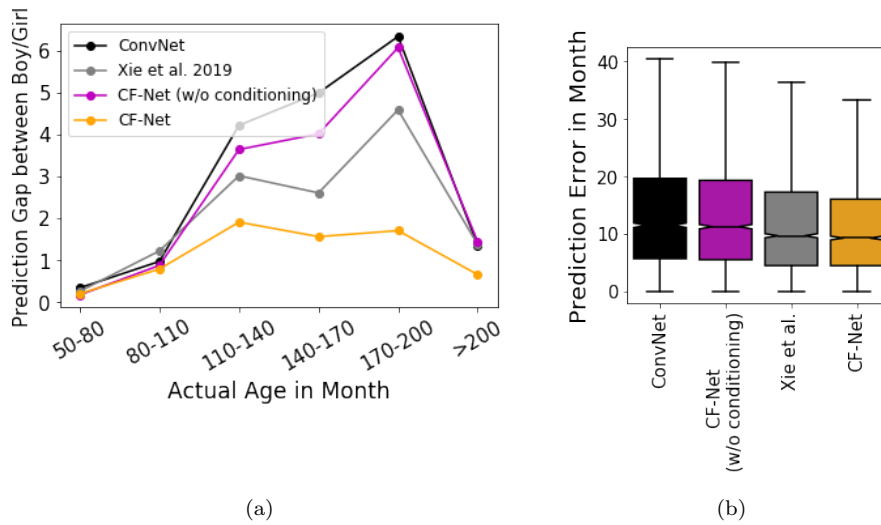 Prediction Gap between Boy/Girl
6
5
4
3
2
1
0
ConvNet
Xie et al. 2019
CF-Net (w/o conditioning)
CF-Net
50-80
80-110
110-140
140-170
170-200
>200
Actual Age in Month
(a)
Prediction Error in Month
40
30
20
10
0
ConvNet
CF-Net
(w/o conditioning)
Xie et al.
CF-Net
(b)